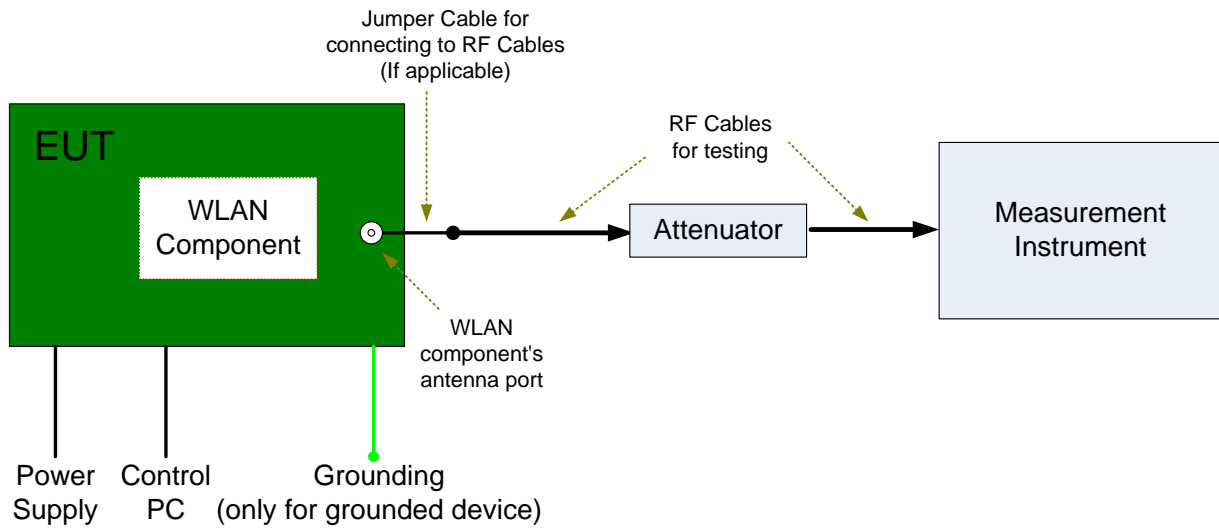 Jumper Cable for
connecting to RF Cables
(If applicable)
EUT
WLAN
Component
RF Cables
for testing
Attenuator
Measurement
Instrument
WLAN
component's
antenna port
Power
Supply
Control
PC
Grounding
(only for grounded device)